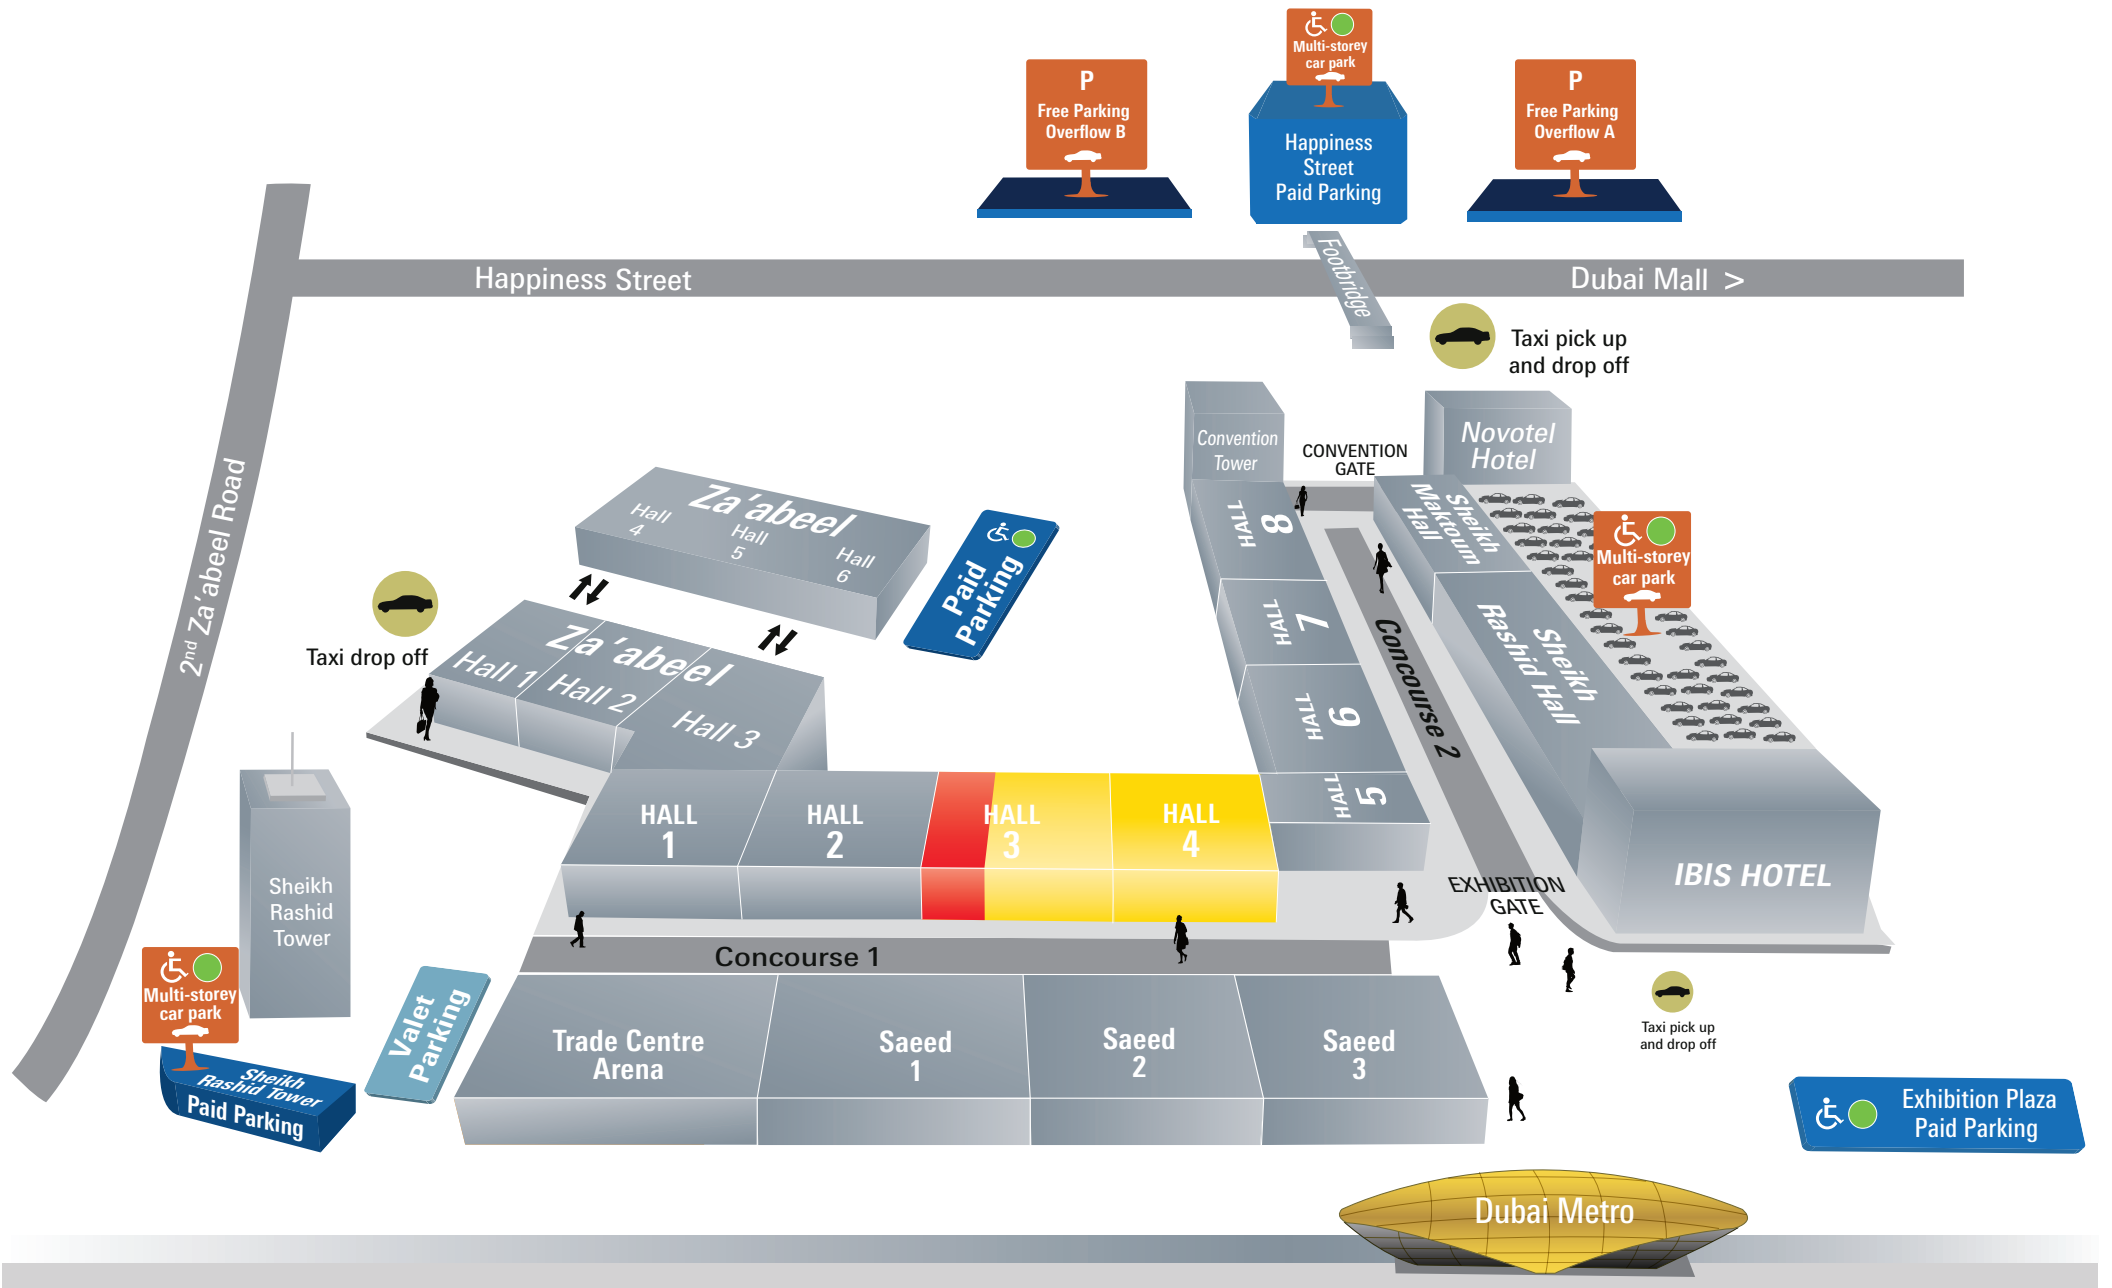 Multi-storey
car park
P
Free Parking
Overflow B
Happiness
Street
Paid Parking
P
Free Parking
Overflow A
Happiness Street
Footbridge
Dubai Mall >
Taxi pick up
and drop off
2nd Za'abeel Road
Convention
Tower
CONVENTION
GATE
Novotel
Hotel
Za'abeel
Hall
4
Hall
5
Hall
6
Paid
Parking
HALL
8
Sheikh
Maktoum
Hall
Multi-storey
car park
Taxi drop off
Za'abeel
Hall 1
Hall 2
Hall 3
HALL
7
HALL
6
HALL
5
Concourse 2
Sheikh
Rashid Hall
HALL
1
HALL
2
HALL
3
HALL
4
IBIS HOTEL
EXHIBITION
GATE
Sheikh
Rashid
Tower
Concourse 1
Multi-storey
car park
Sheikh
Rashid Tower
Paid Parking
Valet
Parking
Trade Centre
Arena
Saeed
1
Saeed
2
Saeed
3
Taxi pick up
and drop off
Exhibition Plaza
Paid Parking
Dubai Metro